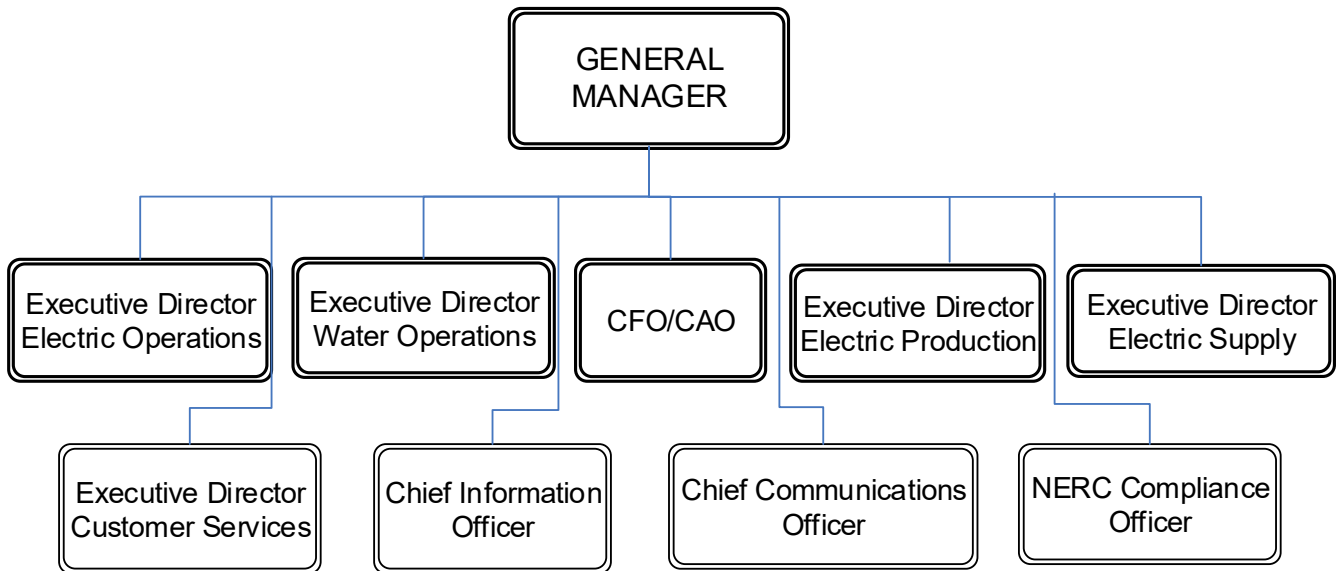 GENERAL
MANAGER
Executive Director
Electric Operations
Executive Director
Water Operations
CFO/CAO
Executive Director
Electric Production
Executive Director
Electric Supply
Executive Director
Customer Services
Chief Information
Officer
Chief Communications
Officer
NERC Compliance
Officer